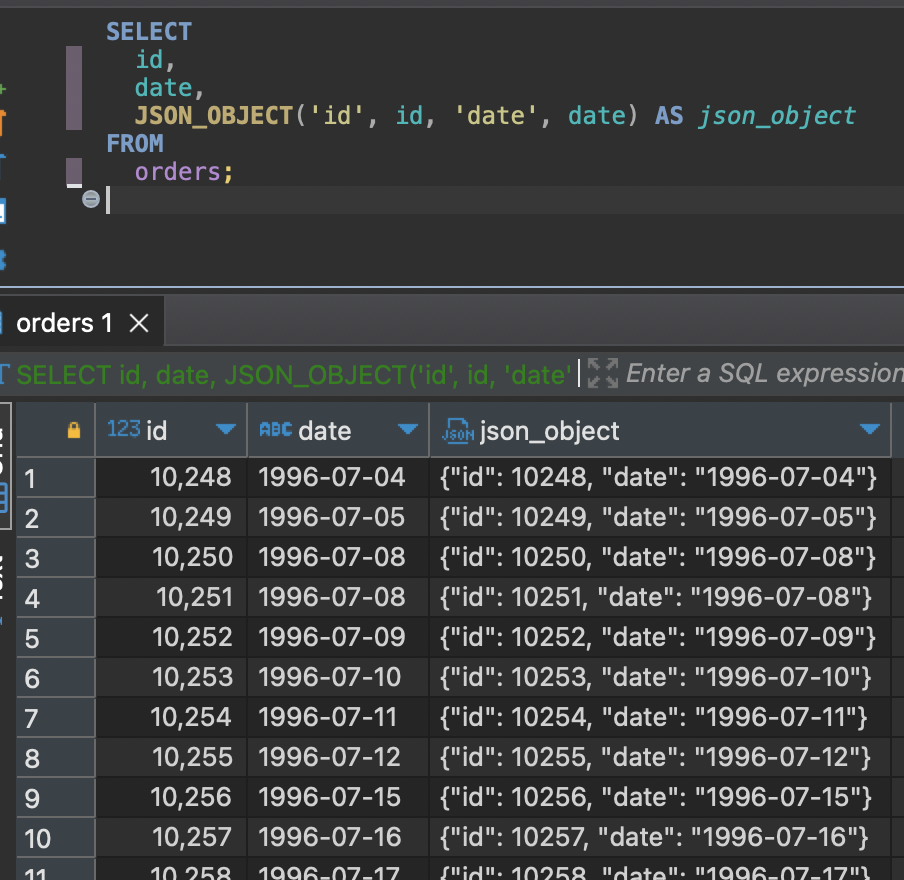 SELECT
id,
date,
JSON_OBJECT('id', id, 'date', date) AS json_object
FROM
orders;
orders 1
SELECT id, date, JSON_OBJECT('id', id, 'date' Enter a SQL expression
123 id ABC date JSON json_object
1 10,248 1996-07-04 {"id": 10248, "date": "1996-07-04"}
2 10,249 1996-07-05 {"id": 10249, "date": "1996-07-05"}
3 10,250 1996-07-08 {"id": 10250, "date": "1996-07-08"}
4 10,251 1996-07-08 {"id": 10251, "date": "1996-07-08"}
5 10,252 1996-07-09 {"id": 10252, "date": "1996-07-09"}
6 10,253 1996-07-10 {"id": 10253, "date": "1996-07-10"}
7 10,254 1996-07-11 {"id": 10254, "date": "1996-07-11"}
8 10,255 1996-07-12 {"id": 10255, "date": "1996-07-12"}
9 10,256 1996-07-15 {"id": 10256, "date": "1996-07-15"}
10 10,257 1996-07-16 {"id": 10257, "date": "1996-07-16"}
11 10,258 1996-07-17 {"id": 10258, "date": "1996-07-17"}